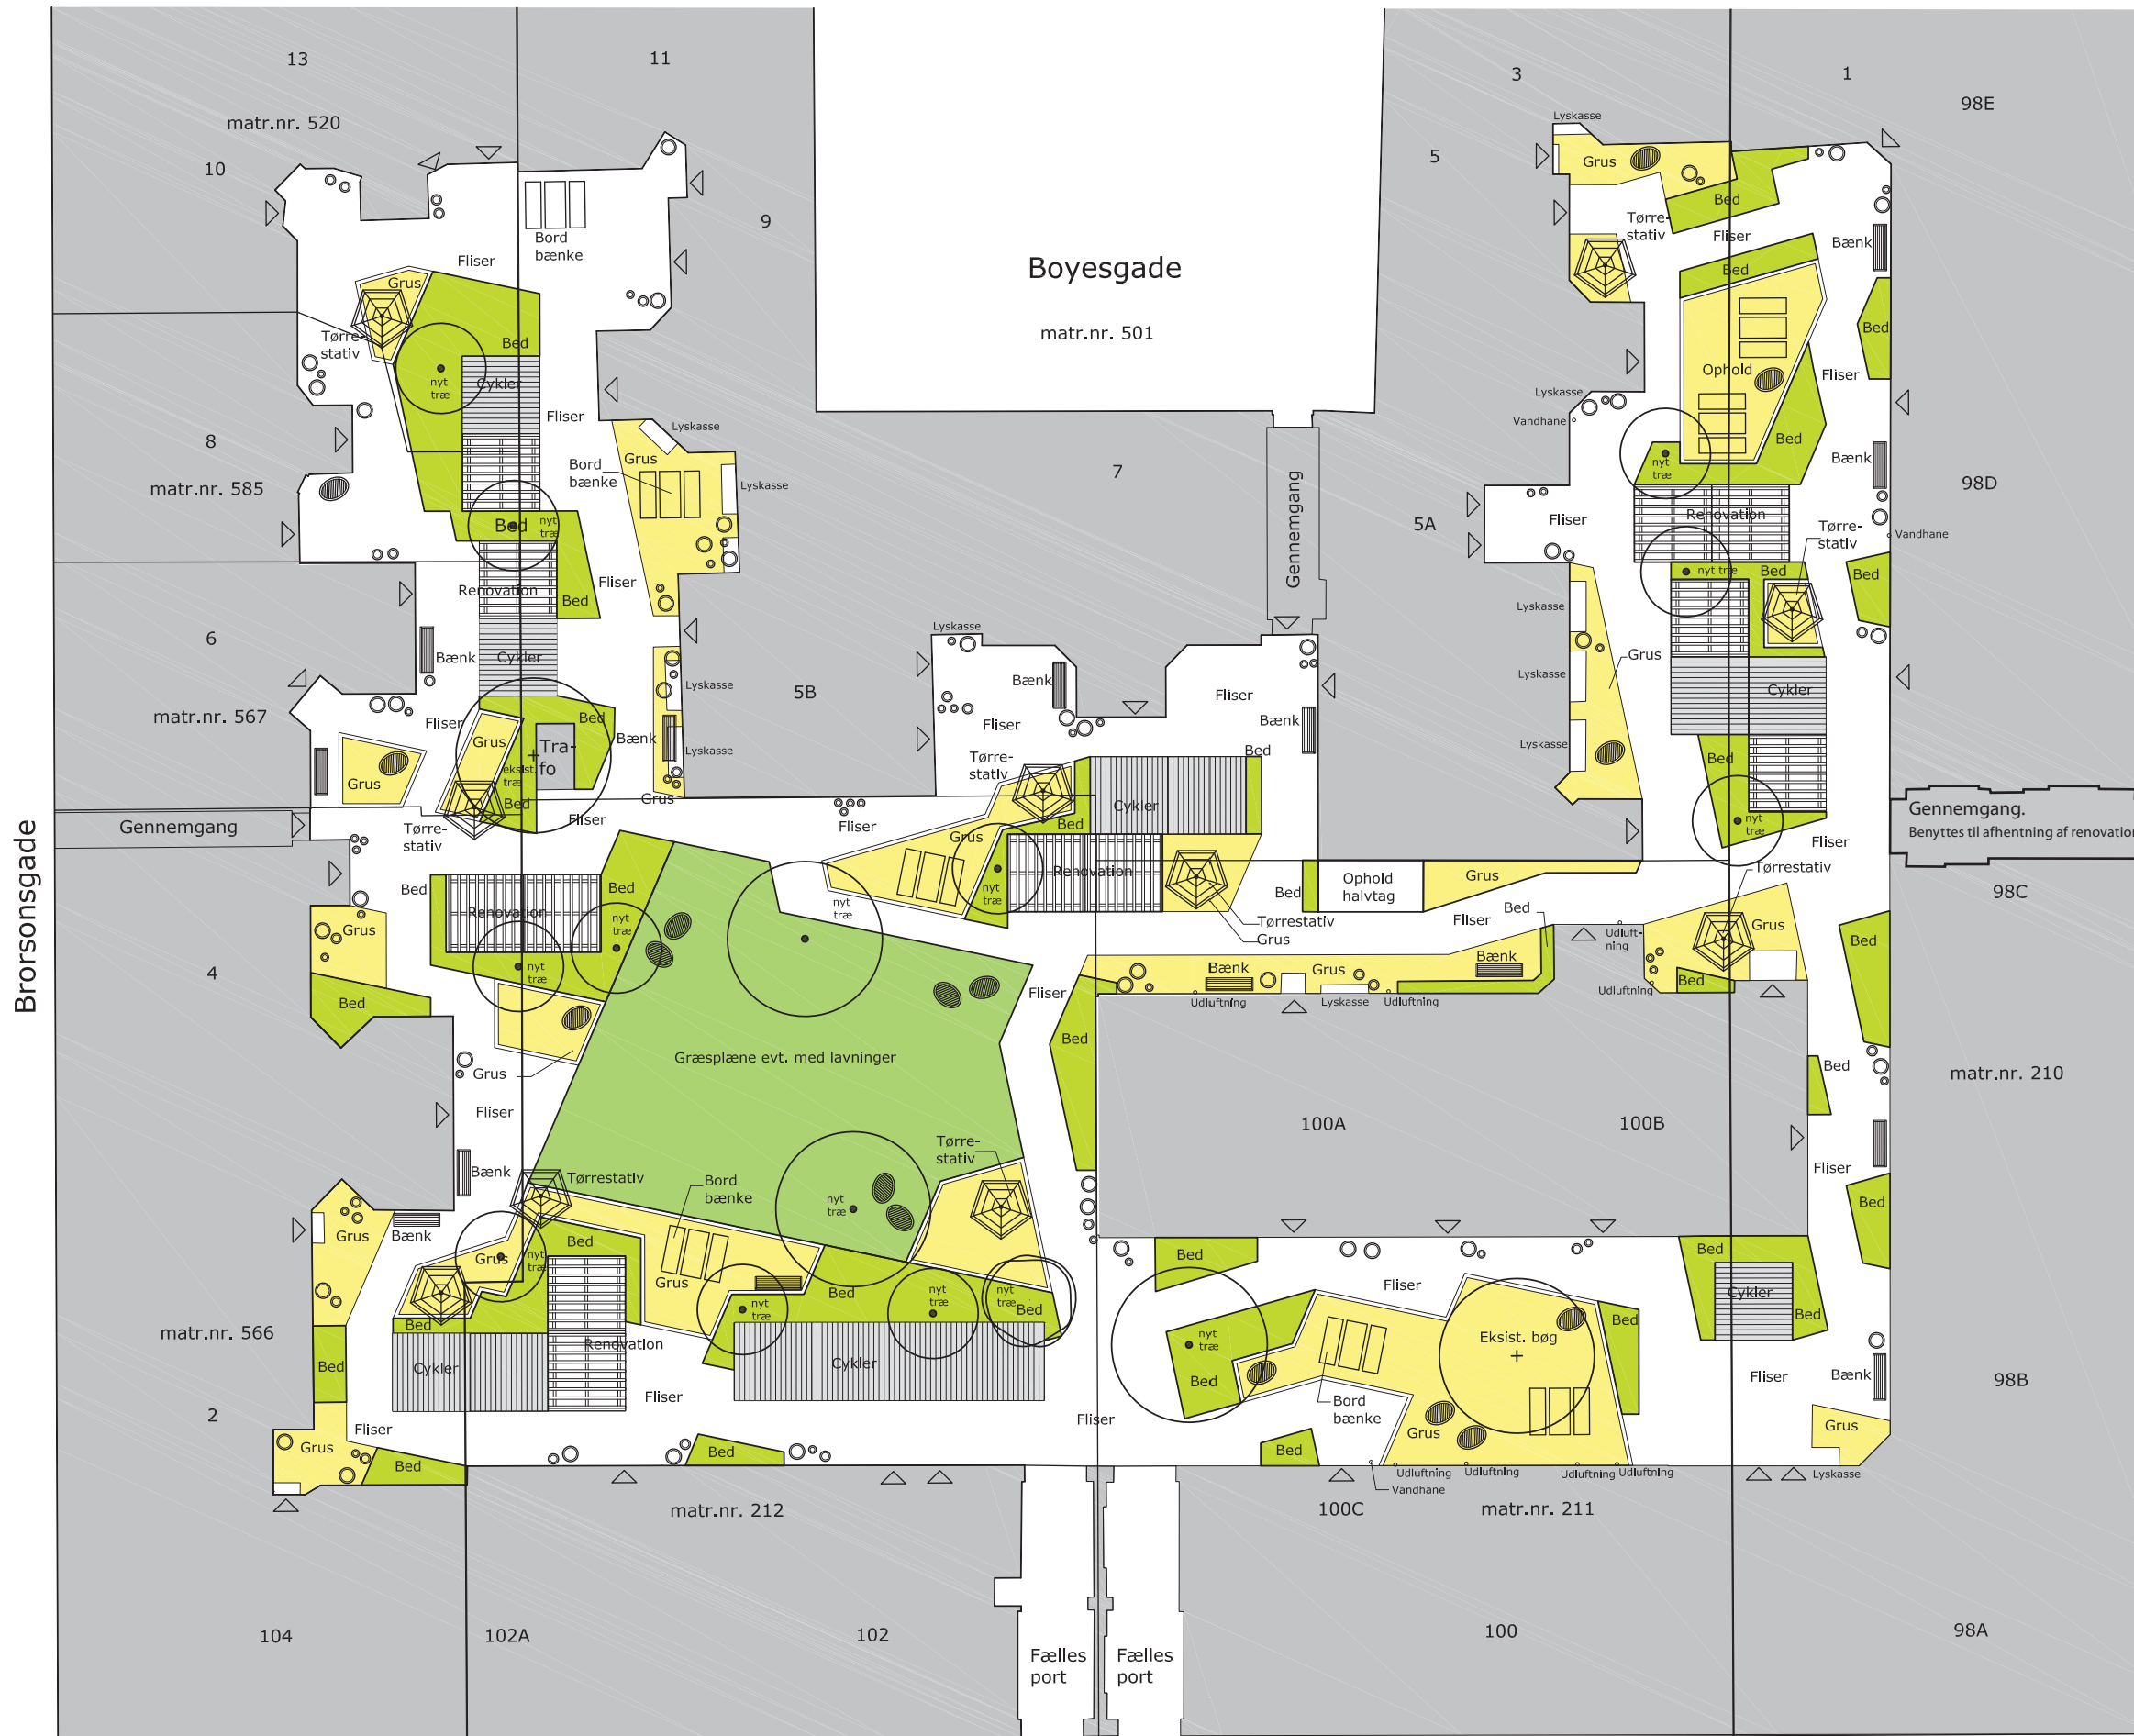 13
11
3
1
98E
matr.nr. 520
Lyskasse
10
5
Grus
Bed
9
Tørre-
stativ
Fliser
Bænk
Bord
bænke
Fliser
Boyesgade
Bed
Grus
matr.nr. 501
Bed
Tørre-
stativ
Bed
Ophold
Fliser
nyt
træ
Cykler
Lyskasse
Vandhane
Fliser
Lyskasse
8
Bord
bænke
Grus
7
Bed
Bænk
nyt
træ
matr.nr. 585
Lyskasse
98D
Gennemgang
5A
Fliser
Renovation
Bed
nyt
træ
Tørre-
stativ
Vandhane
Fliser
nyt træ
Bed
Bed
Renovation
Bed
Lyskasse
6
Lyskasse
Bænk
Cykler
Grus
Lyskasse
Lyskasse
5B
Bænk
Fliser
Cykler
matr.nr. 567
Fliser
Bed
Bænk
Fliser
Bænk
Grus
Tra-
fo
Lyskasse
Bed
Lyskasse
Bed
eksist.
træ
Tørre-
stativ
Grus
Bed
Grus
Cykler
Gennemgang.
Benyttes til afhentning af renovation
Brorsonsgade
Gennemgang
Tørre-
stativ
Fliser
Fliser
Grus
Bed
nyt
træ
Fliser
Renovation
Tørrestativ
Bed
Bed
Ophold
halvtag
Grus
98C
Bed
nyt
træ
nyt
træ
Renovation
nyt
træ
Tørrestativ
Fliser
Bed
Grus
Grus
Udluft-
ning
Grus
Bed
4
nyt
træ
Bænk
Grus
Bænk
Bed
Fliser
Udluftning
Lyskasse
Udluftning
Udluftning
Bed
Bed
Græsplæne evt. med lavninger
Bed
Grus
matr.nr. 210
Fliser
100A
100B
Tørre-
stativ
Bænk
Tørrestativ
Bord
bænke
Fliser
nyt
træ
Bed
Grus
Bænk
Bed
Bed
Bed
Grus
nyt
træ
Grus
Fliser
Cykler
nyt
træ
Bed
nyt
træ
nyt
træ
Bed
Bed
Bed
matr.nr. 566
Bed
Renovation
nyt
træ
Eksist. bøg
Bed
Cykler
Cykler
Bed
Fliser
Bænk
98B
Fliser
Bord
bænke
2
Fliser
Fliser
Grus
Grus
Grus
Bed
Bed
Bed
Udluftning
Udluftning
Udluftning
Udluftning
Lyskasse
Vandhane
matr.nr. 212
100C
matr.nr. 211
104
102A
102
Fælles
port
Fælles
port
100
98A